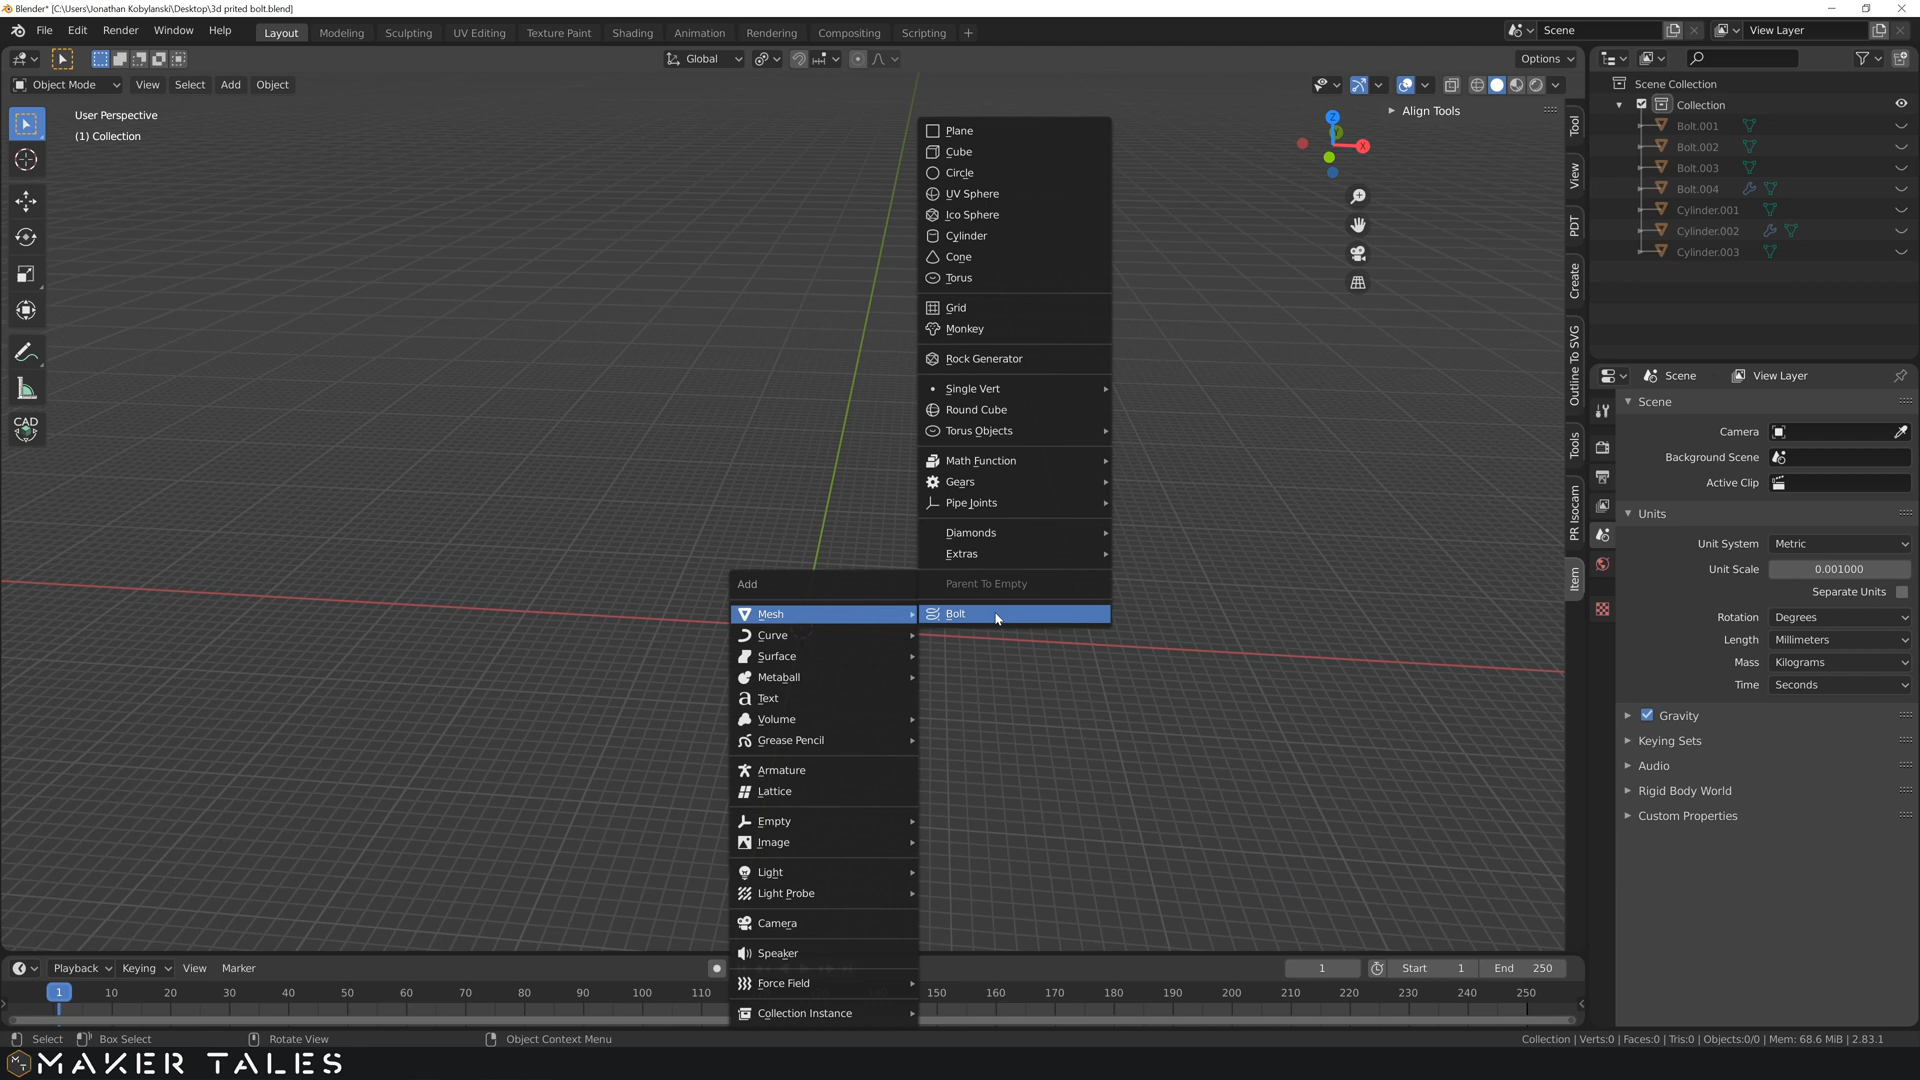 Blender* [C:\Users\Jonathan Kobylanski\Desktop\3d prited bolt.blend]
File Edit Render Window Help
Layout Modeling Sculpting UV Editing Texture Paint Shading Animation Rendering Compositing Scripting +
Scene
View Layer
Global
Options
Object Mode View Select Add Object
User Perspective
(1) Collection
Align Tools
Z
Y
X
Tool
View
PDT
Create
Outline To SVG
Tools
PR Isocam
Item
CAD
Plane
Cube
Circle
UV Sphere
Ico Sphere
Cylinder
Cone
Torus
Grid
Monkey
Rock Generator
Single Vert
Round Cube
Torus Objects
Math Function
Gears
Pipe Joints
Diamonds
Extras
Parent To Empty
Bolt
Add
Mesh
Curve
Surface
Metaball
Text
Volume
Grease Pencil
Armature
Lattice
Empty
Image
Light
Light Probe
Camera
Speaker
Force Field
Collection Instance
Scene Collection
Collection
Bolt.001
Bolt.002
Bolt.003
Bolt.004
Cylinder.001
Cylinder.002
Cylinder.003
Scene View Layer
Scene
Camera
Background Scene
Active Clip
Units
Unit System Metric
Unit Scale 0.001000
Separate Units
Rotation Degrees
Length Millimeters
Mass Kilograms
Time Seconds
Gravity
Keying Sets
Audio
Rigid Body World
Custom Properties
Playback Keying View Marker
1 Start 1 End 250
1 10 20 30 40 50 60 70 80 90 100 110 150 160 170 180 190 200 210 220 230 240 250
Select Box Select Rotate View Object Context Menu
Collection | Verts:0 | Faces:0 | Tris:0 | Objects:0/0 | Mem: 68.6 MiB | 2.83.1
MAKER TALES